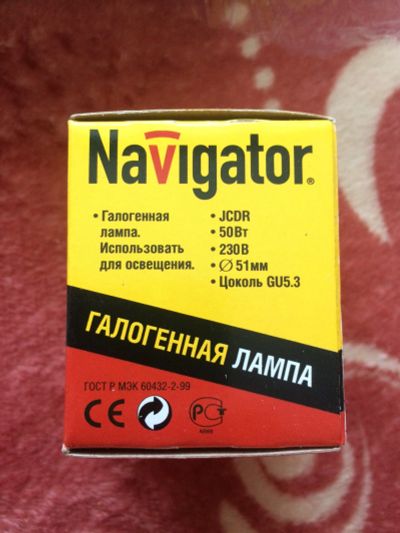 Navigator®
• Галогенная
лампа.
Использовать
для освещения.
• JCDR
• 50Вт
• 230В
• Ø 51мм
• Цоколь GU5.3
ГАЛОГЕННАЯ ЛАМПА
ГОСТ Р МЭК 60432-2-99
CE